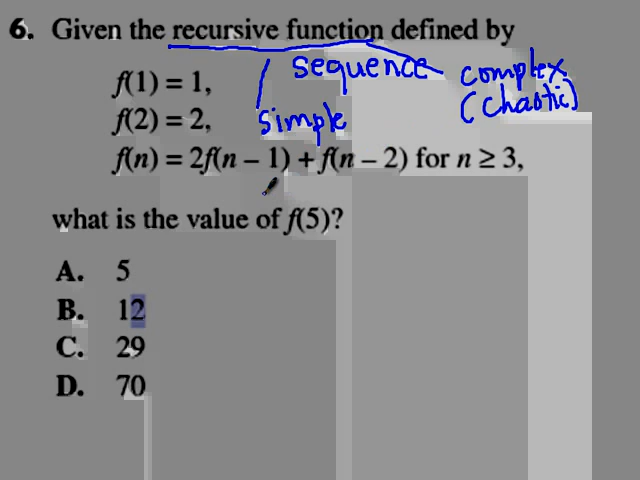 6. Given the recursive function defined by
sequence complex
f(1) = 1,
(chaotic)
f(2) = 2,
simple
f(n) = 2f(n − 1) + f(n − 2) for n ≥ 3,
what is the value of f(5)?
A. 5
B. 12
C. 29
D. 70